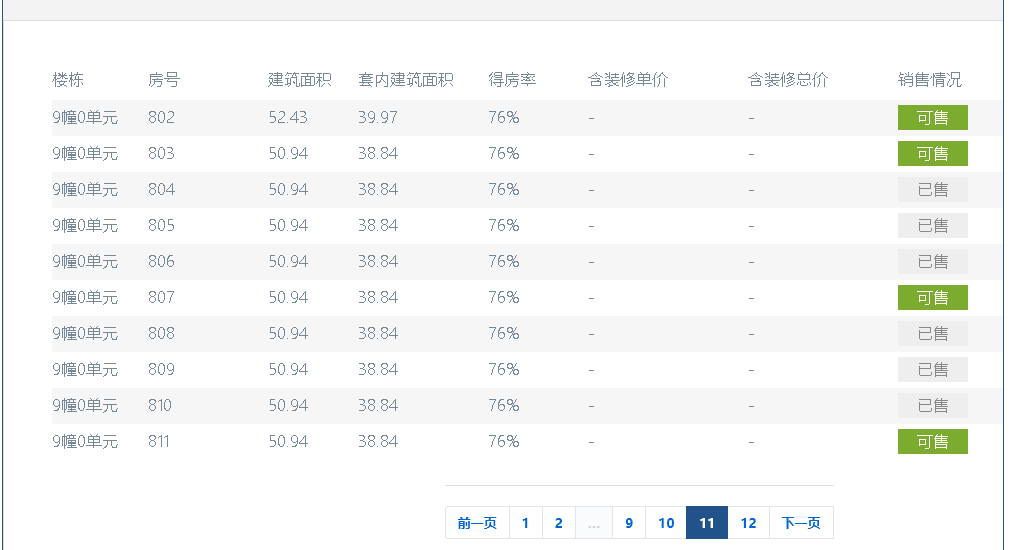 楼栋 房号 建筑面积 套内建筑面积 得房率 含装修单价 含装修总价 销售情况
9幢0单元 802 52.43 39.97 76% - - 可售
9幢0单元 803 50.94 38.84 76% - - 可售
9幢0单元 804 50.94 38.84 76% - - 已售
9幢0单元 805 50.94 38.84 76% - - 已售
9幢0单元 806 50.94 38.84 76% - - 已售
9幢0单元 807 50.94 38.84 76% - - 可售
9幢0单元 808 50.94 38.84 76% - - 已售
9幢0单元 809 50.94 38.84 76% - - 已售
9幢0单元 810 50.94 38.84 76% - - 已售
9幢0单元 811 50.94 38.84 76% - - 可售
前一页 1 2 ... 9 10 11 12 下一页